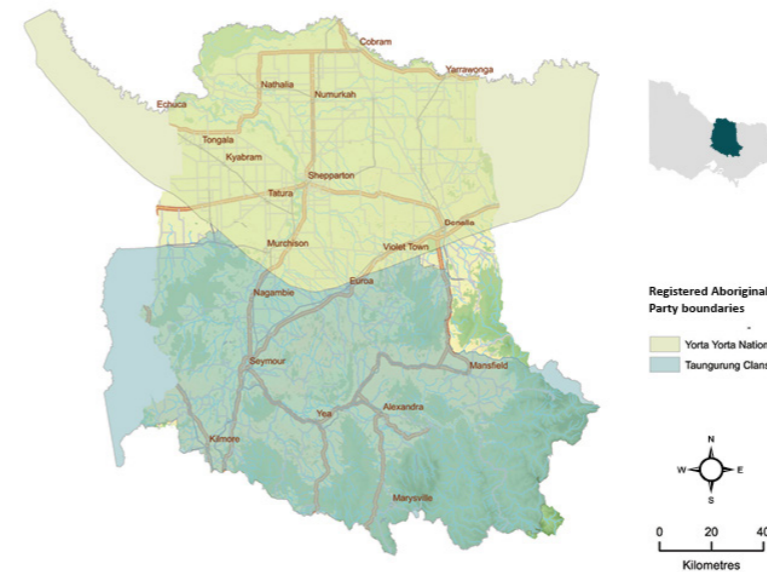 Cobram
Yarrawonga
Nathalia
Numurkah
Echuca
Tongala
Kyabram
Shepparton
Tatura
Benalla
Murchison
Violet Town
Euroa
Nagambie
Seymour
Mansfield
Yea
Alexandra
Kilmore
Marysville
Registered Aboriginal
Party boundaries
Yorta Yorta Nation
Taungurung Clans
N
W
E
S
0 20 40
Kilometres